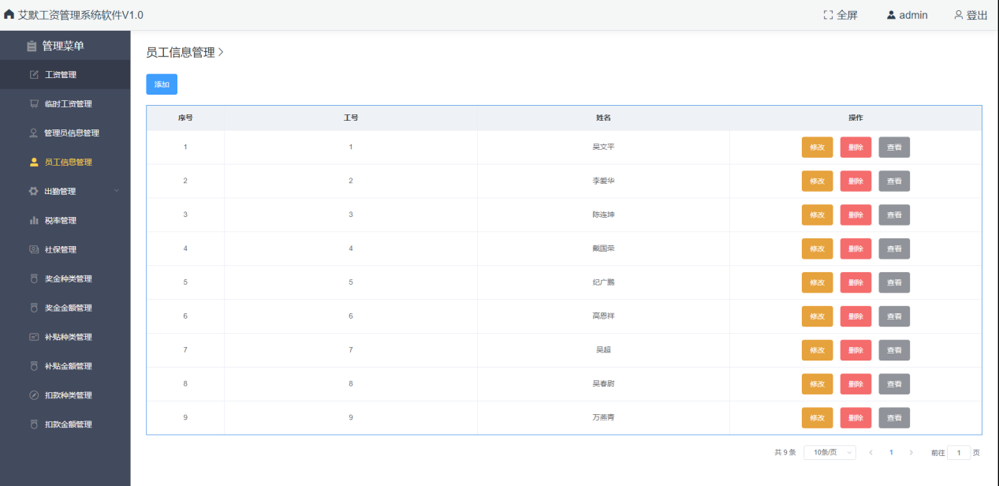 艾默工资管理系统软件V1.0 全屏 admin 登出
管理菜单
工资管理
临时工资管理
管理员信息管理
员工信息管理
出勤管理
税率管理
社保管理
奖金种类管理
奖金金额管理
补贴种类管理
补贴金额管理
扣款种类管理
扣款金额管理
员工信息管理
添加
序号 工号 姓名 操作
1 1 吴文平 修改 删除 查看
2 2 李爱华 修改 删除 查看
3 3 陈连坤 修改 删除 查看
4 4 戴国荣 修改 删除 查看
5 5 纪广鹏 修改 删除 查看
6 6 高恩祥 修改 删除 查看
7 7 吴超 修改 删除 查看
8 8 吴春尉 修改 删除 查看
9 9 万燕青 修改 删除 查看
共 9 条 10条/页 1 前往 1 页